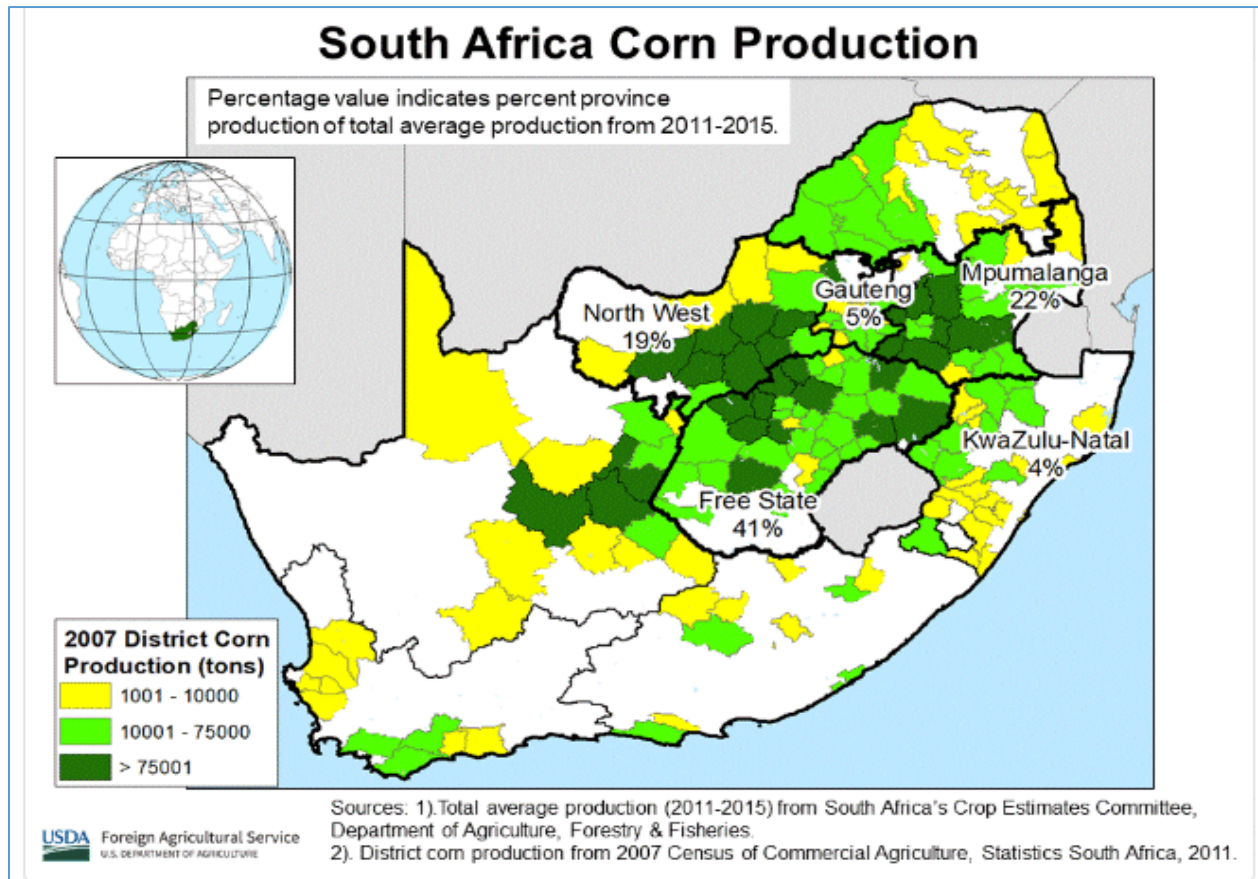 South Africa Corn Production
Percentage value indicates percent province
production of total average production from 2011-2015.
Mpumalanga
22%
Gauteng
5%
North West
19%
KwaZulu-Natal
4%
Free State
41%
2007 District Corn
Production (tons)
1001 - 10000
10001 - 75000
> 75001
Sources: 1).Total average production (2011-2015) from South Africa's Crop Estimates Committee,
Department of Agriculture, Forestry & Fisheries.
2). District corn production from 2007 Census of Commercial Agriculture, Statistics South Africa, 2011.
USDA Foreign Agricultural Service
U.S. DEPARTMENT OF AGRICULTURE